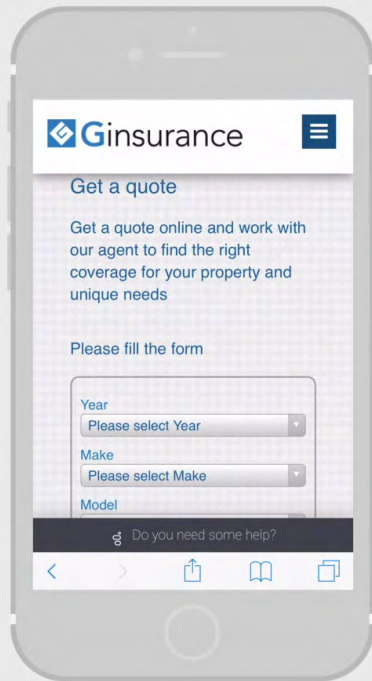 Ginsurance
Get a quote
Get a quote online and work with
our agent to find the right
coverage for your property and
unique needs
Please fill the form
Year
Please select Year
Make
Please select Make
Model
Do you need some help?